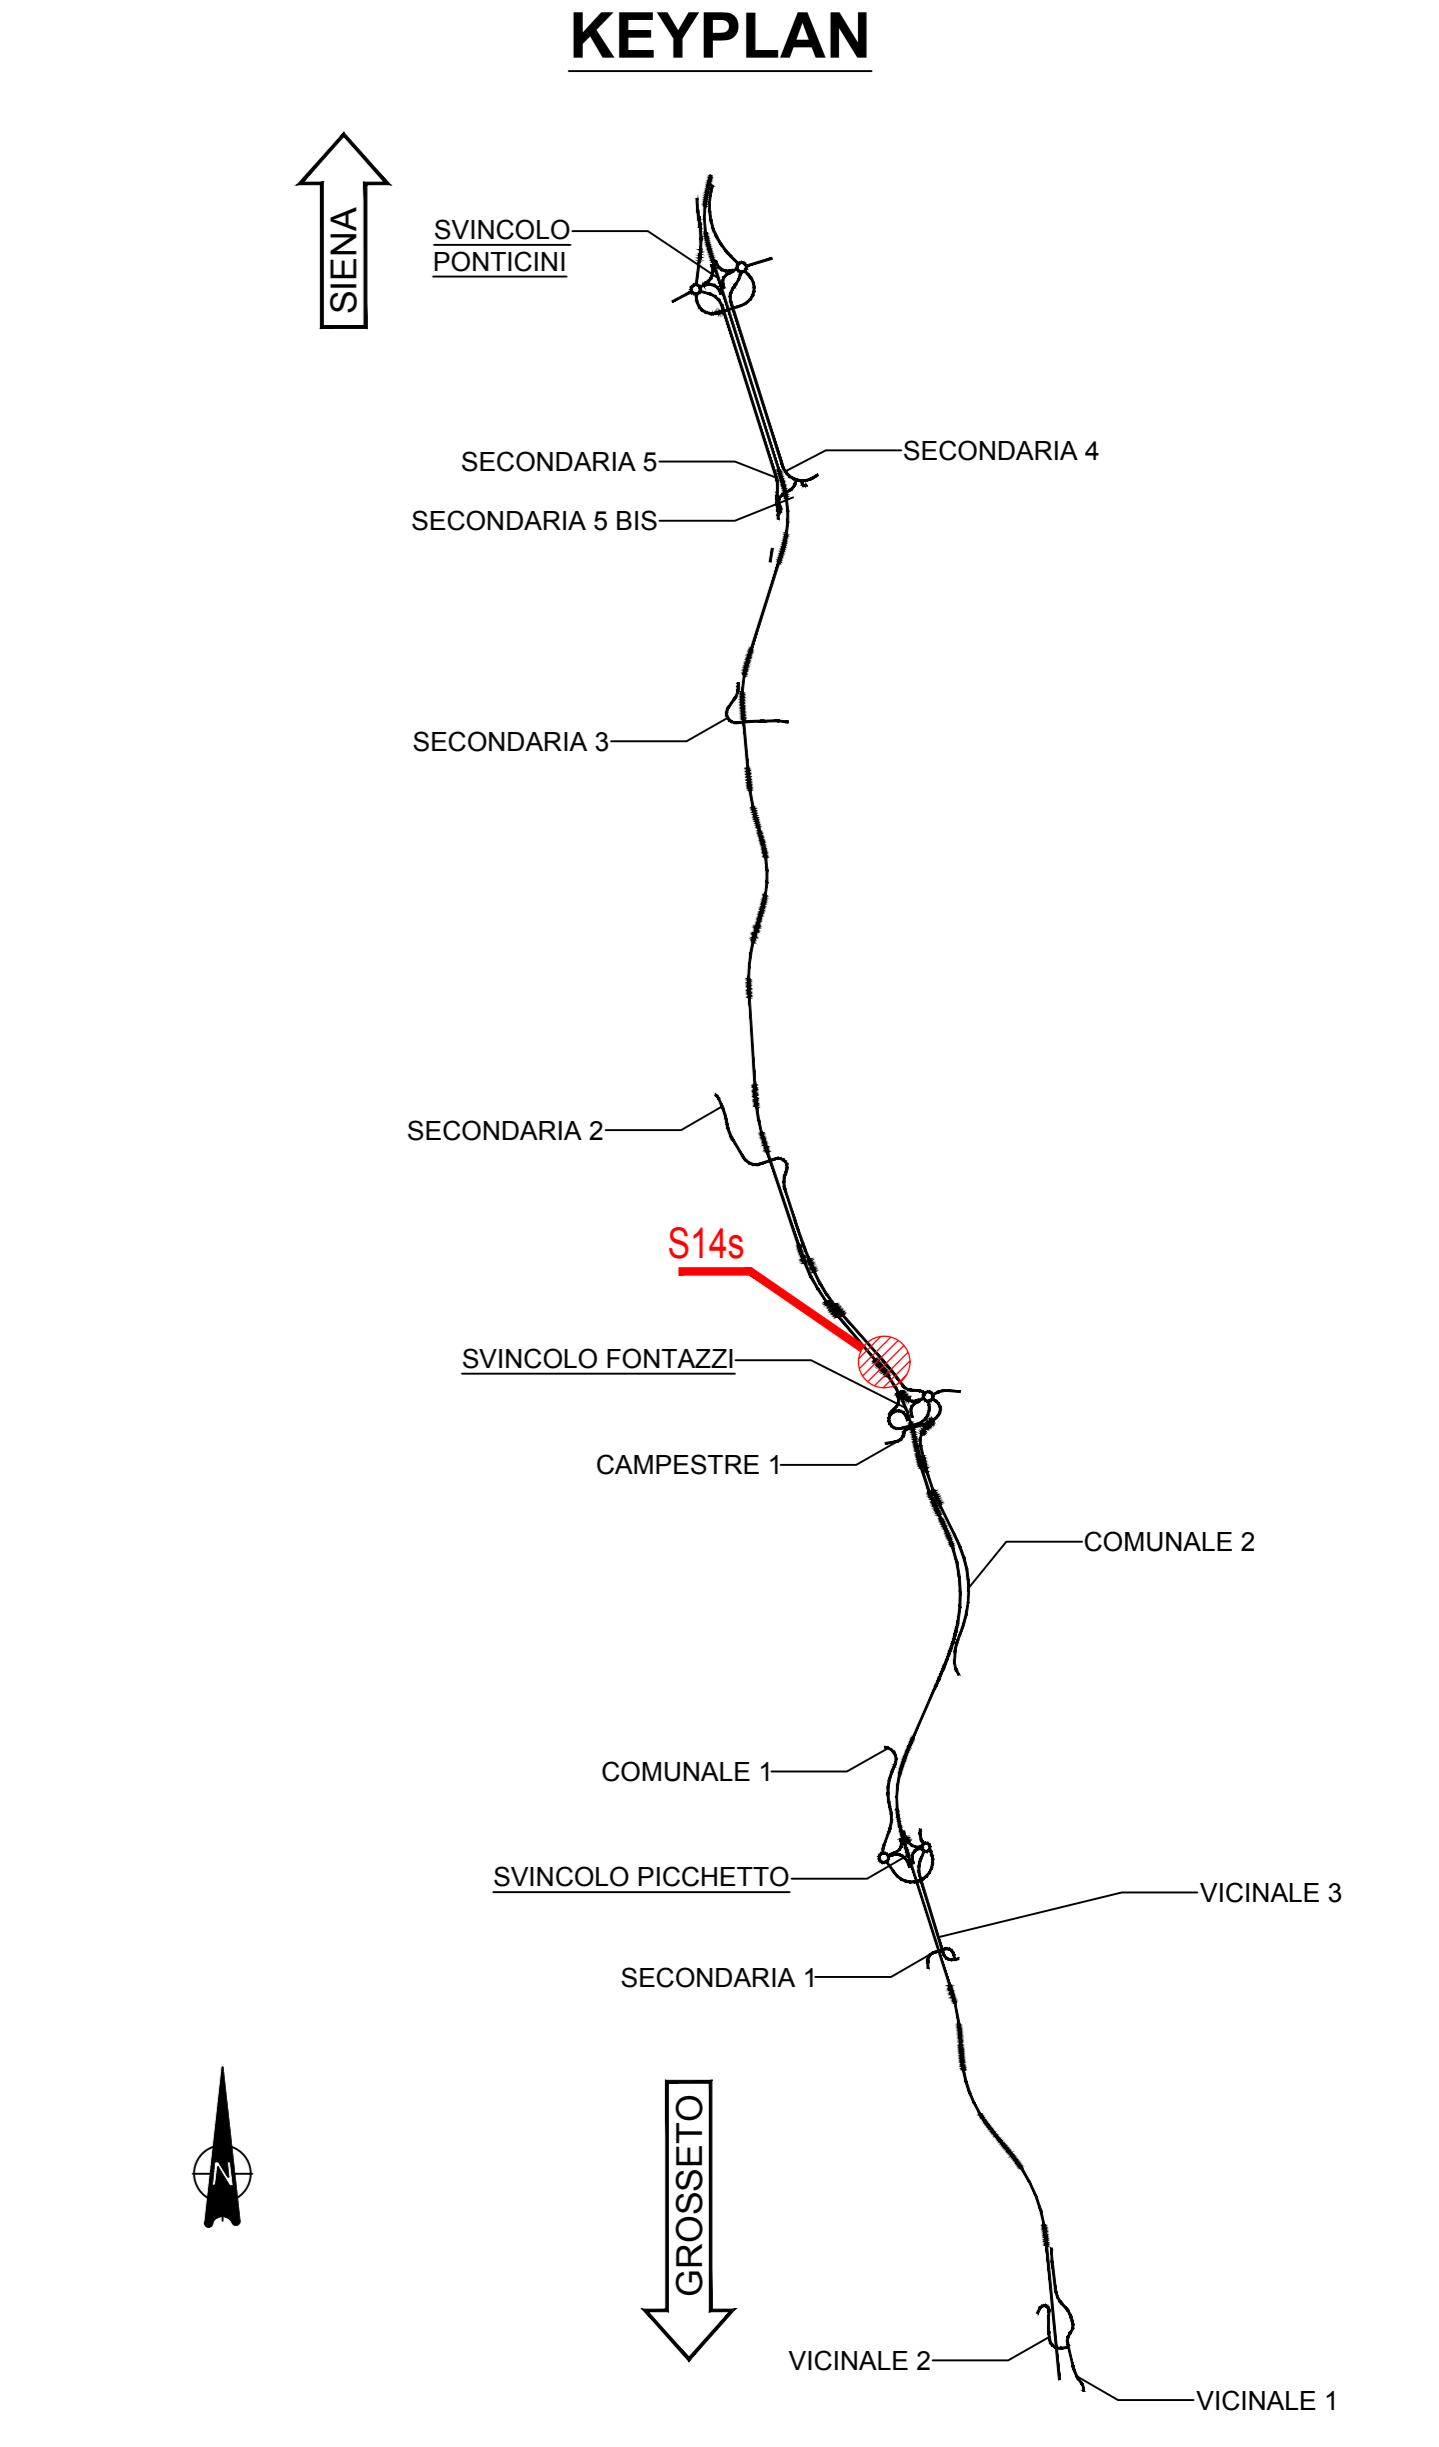 KEYPLAN
SIENA
SVINCOLO
PONTICINI
SECONDARIA 4
SECONDARIA 5
SECONDARIA 5 BIS
SECONDARIA 3
SECONDARIA 2
S14s
SVINCOLO FONTAZZI
CAMPESTRE 1
COMUNALE 2
COMUNALE 1
SVINCOLO PICCHETTO
VICINALE 3
SECONDARIA 1
N
GROSSETO
VICINALE 2
VICINALE 1